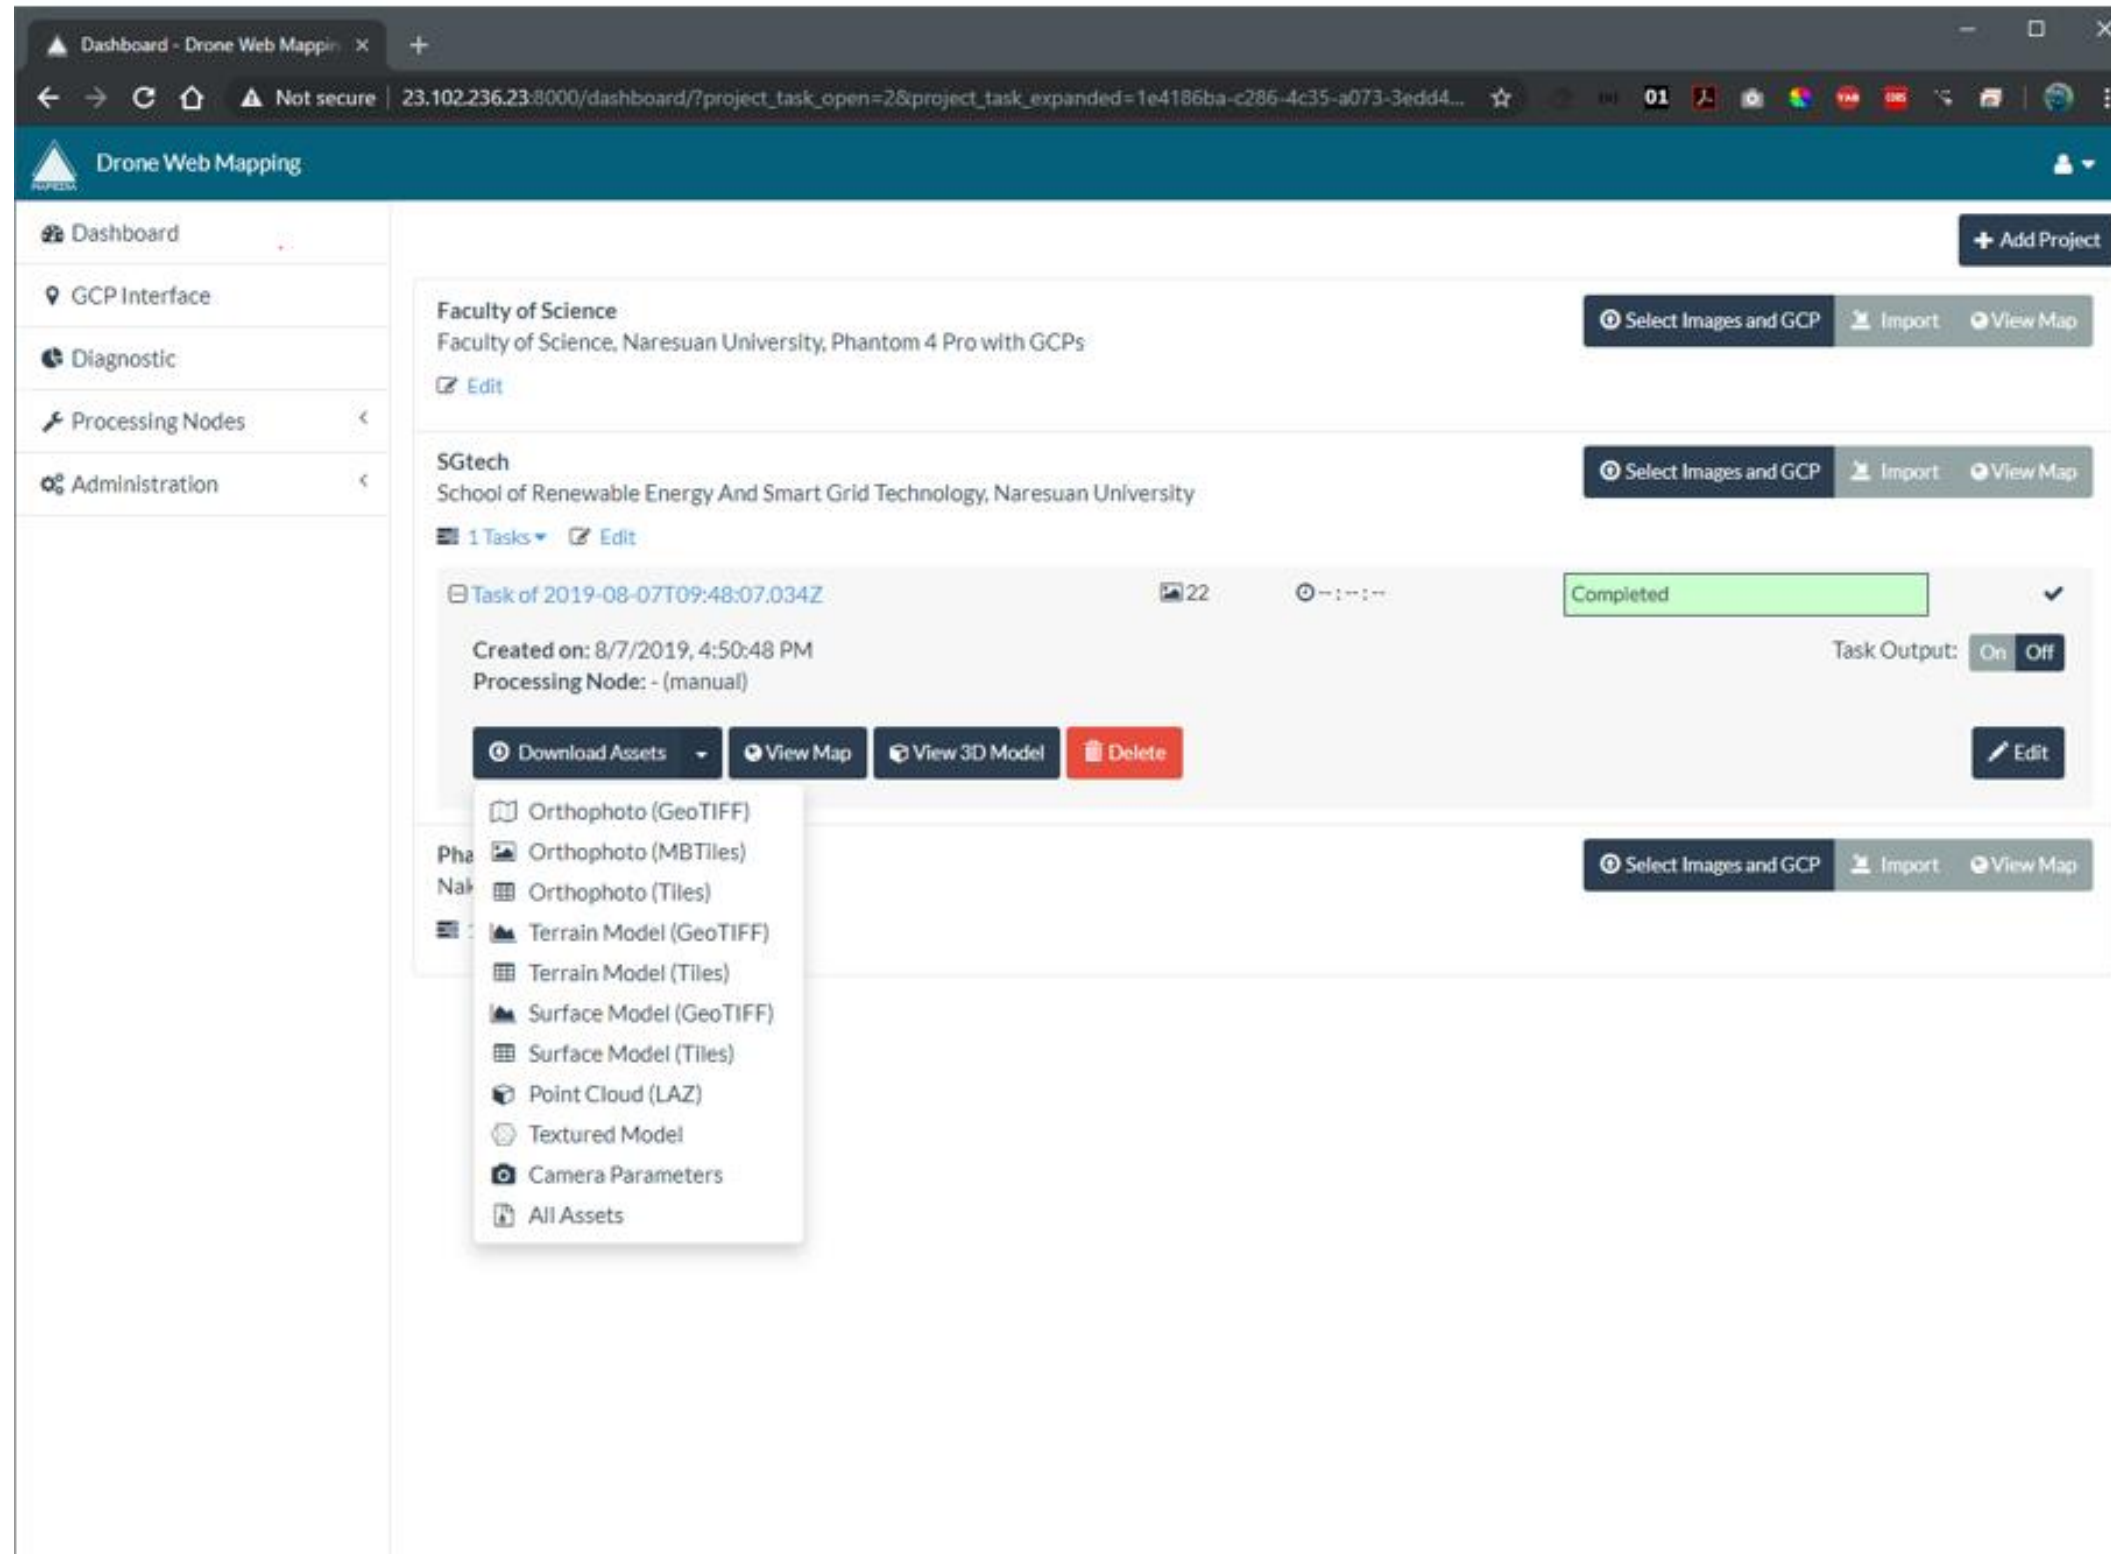 Dashboard - Drone Web Mappin
Not secure
23.102.236.23:8000/dashboard/?project_task_open=2&project_task_expanded=1e4186ba-c286-4c35-a073-3edd4...
01
Drone Web Mapping
Dashboard
+ Add Project
GCP Interface
Diagnostic
Processing Nodes
Administration
Faculty of Science
Faculty of Science, Naresuan University, Phantom 4 Pro with GCPs
Edit
Select Images and GCP Import View Map
SGtech
School of Renewable Energy And Smart Grid Technology, Naresuan University
1 Tasks Edit
Select Images and GCP Import View Map
Task of 2019-08-07T09:48:07.034Z 22 --:--:-- Completed
Created on: 8/7/2019, 4:50:48 PM
Processing Node: - (manual)
Task Output: On Off
Download Assets View Map View 3D Model Delete Edit
Orthophoto (GeoTIFF)
Orthophoto (MBTiles)
Orthophoto (Tiles)
Terrain Model (GeoTIFF)
Terrain Model (Tiles)
Surface Model (GeoTIFF)
Surface Model (Tiles)
Point Cloud (LAZ)
Textured Model
Camera Parameters
All Assets
Pha
Select Images and GCP Import View Map